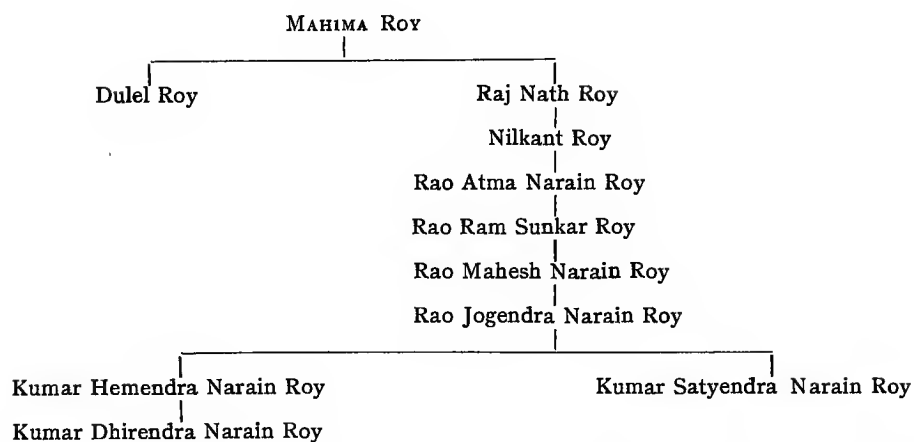 MAHIMA ROY
Dulel Roy Raj Nath Roy
Nilkant Roy
Rao Atma Narain Roy
Rao Ram Sunkar Roy
Rao Mahesh Narain Roy
Rao Jogendra Narain Roy
Kumar Hemendra Narain Roy Kumar Satyendra Narain Roy
Kumar Dhirendra Narain Roy